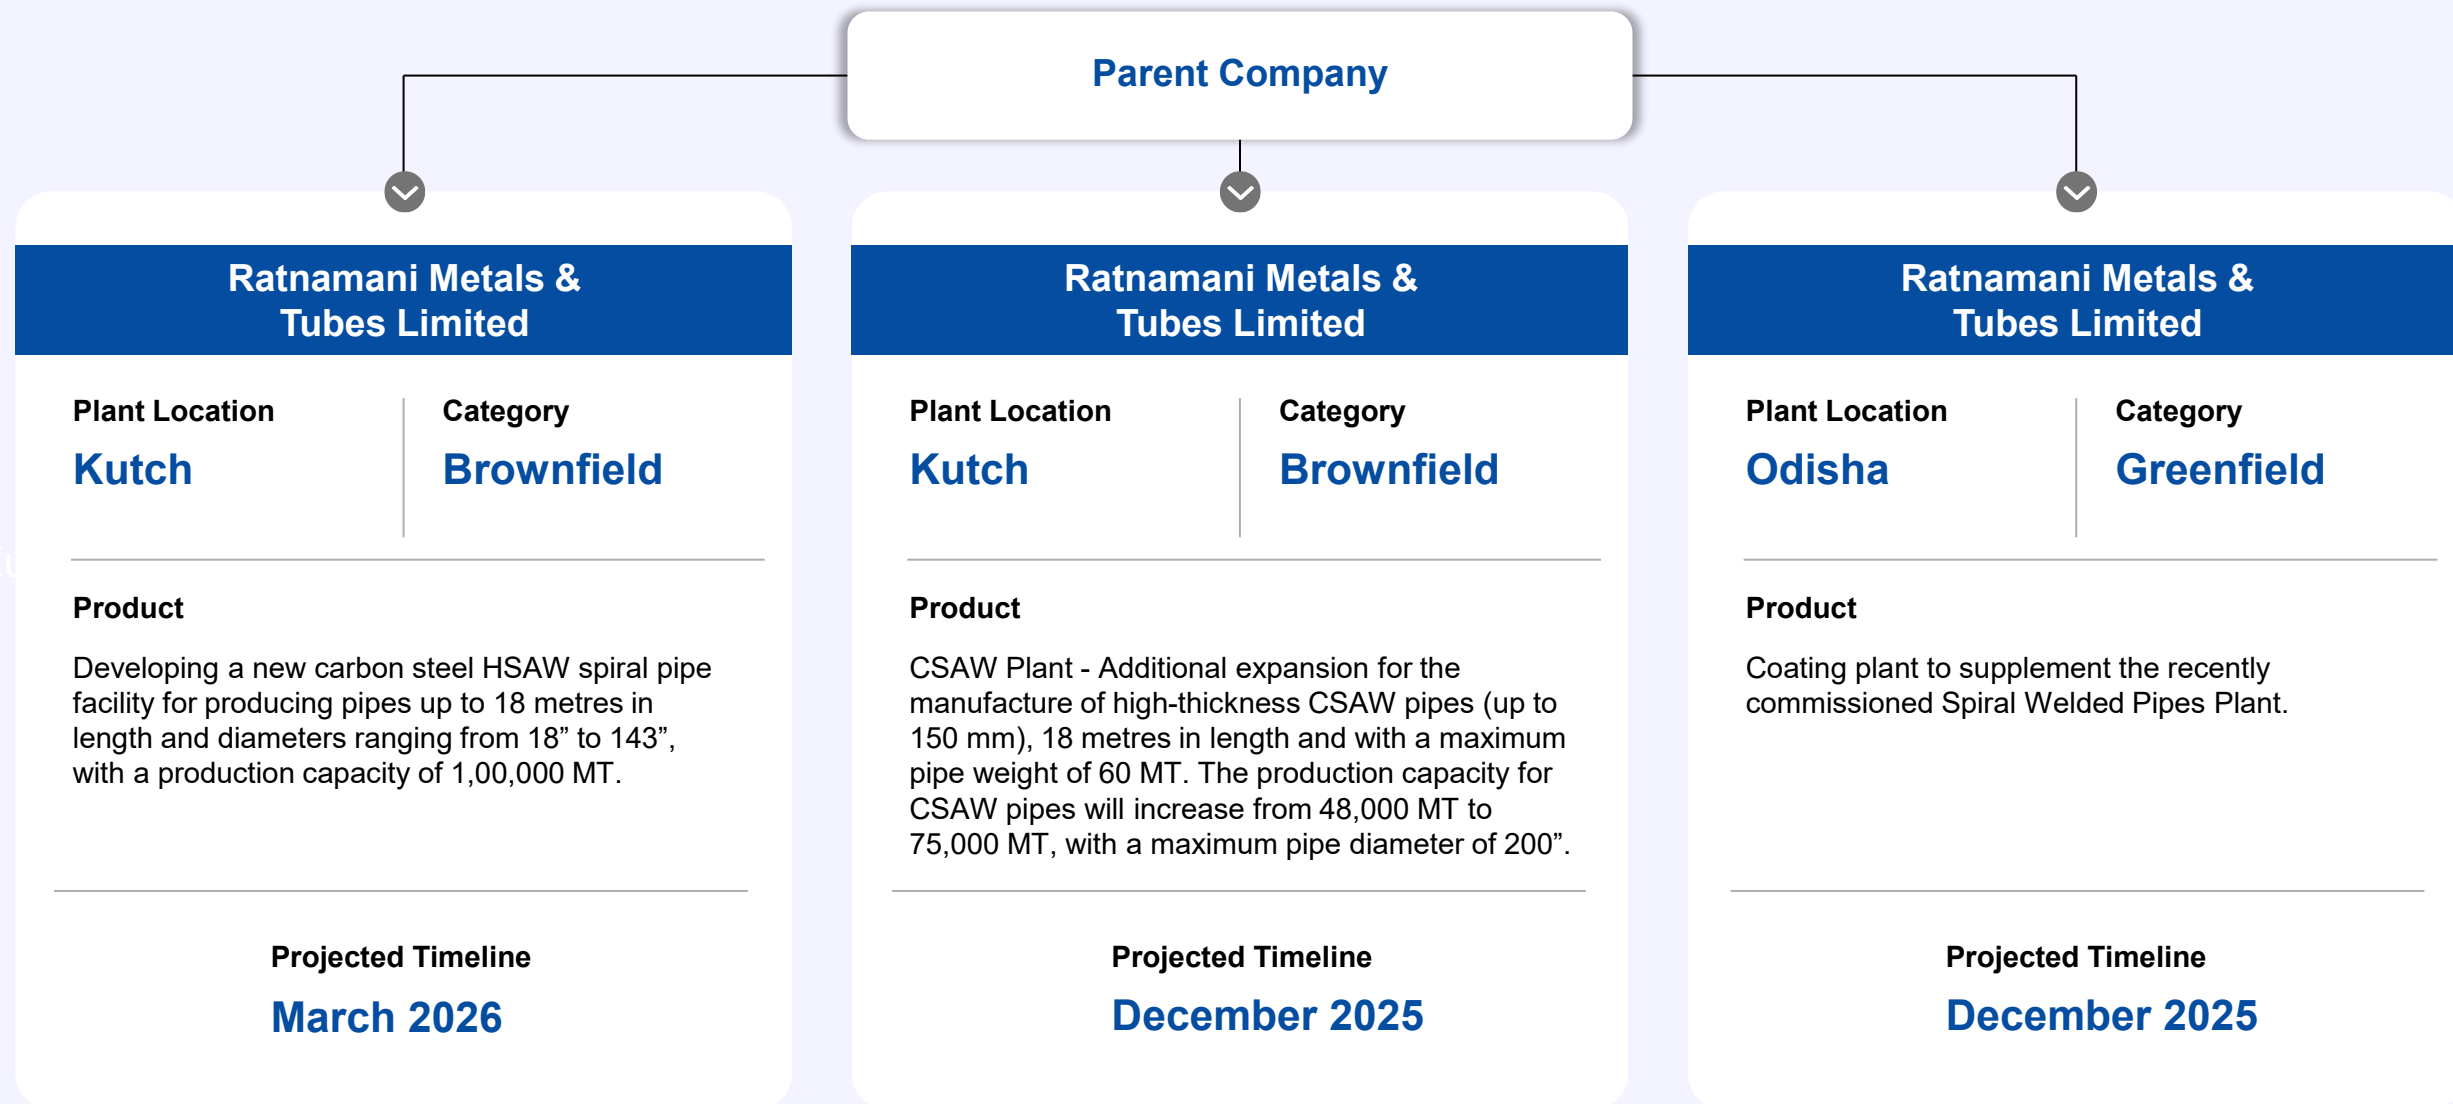 Parent Company
Ratnamani Metals &
Tubes Limited
Plant Location
Category
Kutch
Brownfield
Product
Developing a new carbon steel HSAW spiral pipe
facility for producing pipes up to 18 metres in
length and diameters ranging from 18” to 143”,
with a production capacity of 1,00,000 MT.
Projected Timeline
March 2026
Ratnamani Metals &
Tubes Limited
Plant Location
Category
Kutch
Brownfield
Product
CSAW Plant - Additional expansion for the
manufacture of high-thickness CSAW pipes (up to
150 mm), 18 metres in length and with a maximum
pipe weight of 60 MT. The production capacity for
CSAW pipes will increase from 48,000 MT to
75,000 MT, with a maximum pipe diameter of 200”.
Projected Timeline
December 2025
Ratnamani Metals &
Tubes Limited
Plant Location
Category
Odisha
Greenfield
Product
Coating plant to supplement the recently
commissioned Spiral Welded Pipes Plant.
Projected Timeline
December 2025